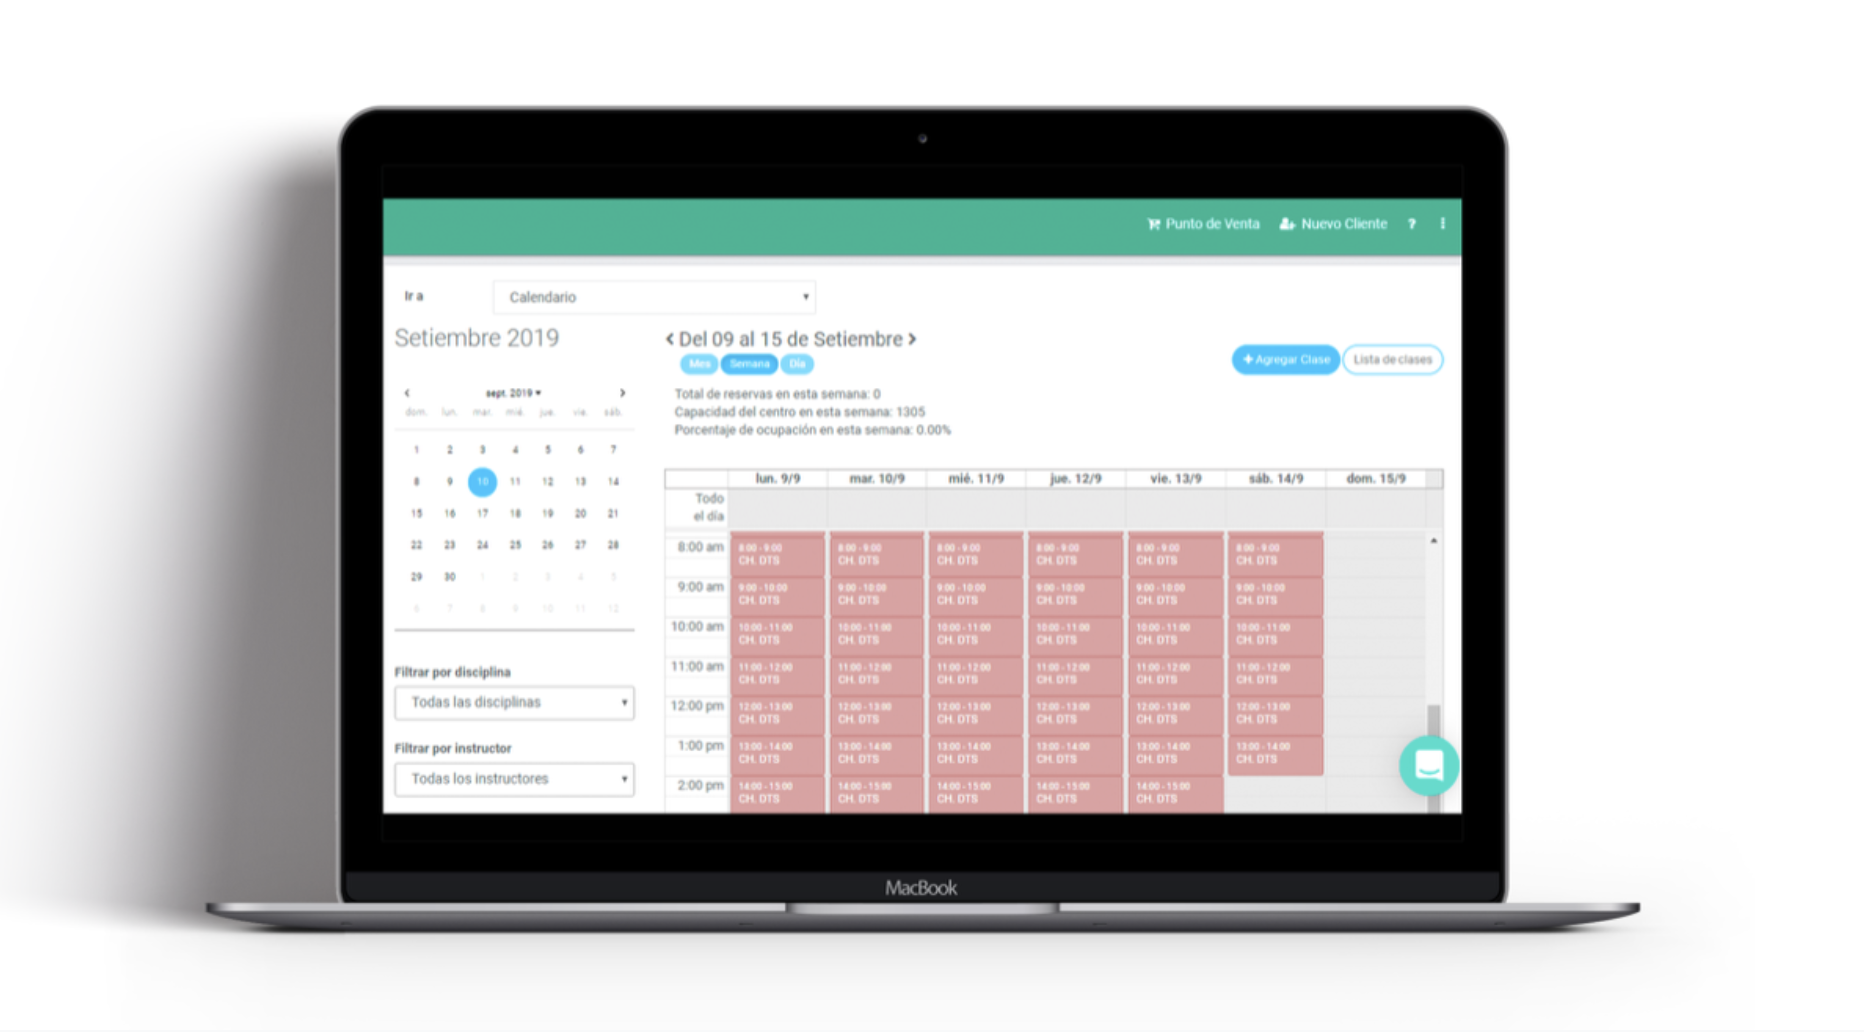 Punto de Venta Nuevo Cliente ?
Ir a Calendario
Setiembre 2019
Del 09 al 15 de Setiembre
Mes Semana Día
+ Agregar Clase Lista de clases
Total de reservas en esta semana: 0
Capacidad del centro en esta semana: 1305
Porcentaje de ocupación en esta semana: 0.00%
sept. 2019
dom. lun. mar. mié. jue. vie. sáb.
1 2 3 4 5 6 7
8 9 10 11 12 13 14
15 16 17 18 19 20 21
22 23 24 25 26 27 28
29 30 1 2 3 4 5
6 7 8 9 10 11 12
Filtrar por disciplina
Todas las disciplinas
Filtrar por instructor
Todas los instructores
lun. 9/9 mar. 10/9 mié. 11/9 jue. 12/9 vie. 13/9 sáb. 14/9 dom. 15/9
Todo
el día
8:00 am 8:00 - 9:00 8:00 - 9:00 8:00 - 9:00 8:00 - 9:00 8:00 - 9:00 8:00 - 9:00
CH. DTS CH. DTS CH. DTS CH. DTS CH. DTS CH. DTS
9:00 am 9:00 - 10:00 9:00 - 10:00 9:00 - 10:00 9:00 - 10:00 9:00 - 10:00 9:00 - 10:00
CH. DTS CH. DTS CH. DTS CH. DTS CH. DTS CH. DTS
10:00 am 10:00 - 11:00 10:00 - 11:00 10:00 - 11:00 10:00 - 11:00 10:00 - 11:00 10:00 - 11:00
CH. DTS CH. DTS CH. DTS CH. DTS CH. DTS CH. DTS
11:00 am 11:00 - 12:00 11:00 - 12:00 11:00 - 12:00 11:00 - 12:00 11:00 - 12:00 11:00 - 12:00
CH. DTS CH. DTS CH. DTS CH. DTS CH. DTS CH. DTS
12:00 pm 12:00 - 13:00 12:00 - 13:00 12:00 - 13:00 12:00 - 13:00 12:00 - 13:00 12:00 - 13:00
CH. DTS CH. DTS CH. DTS CH. DTS CH. DTS CH. DTS
1:00 pm 13:00 - 14:00 13:00 - 14:00 13:00 - 14:00 13:00 - 14:00 13:00 - 14:00 13:00 - 14:00
CH. DTS CH. DTS CH. DTS CH. DTS CH. DTS CH. DTS
2:00 pm 14:00 - 15:00 14:00 - 15:00 14:00 - 15:00 14:00 - 15:00 14:00 - 15:00
CH. DTS CH. DTS CH. DTS CH. DTS CH. DTS
MacBook